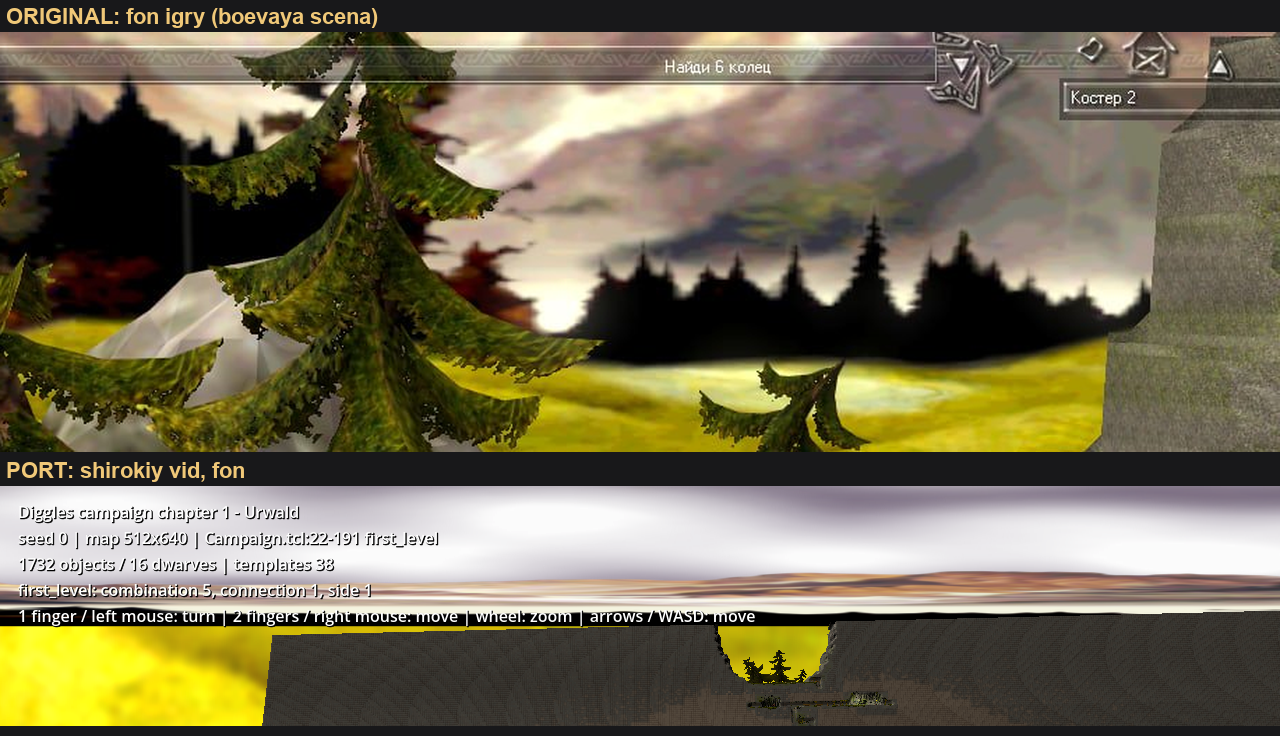 ORIGINAL: fon igry (boevaya scena)
Найди 6 колец
Костер 2
PORT: shirokiy vid, fon
Diggles campaign chapter 1 - Urwald
seed 0 | map 512x640 | Campaign.tcl:22-191 first_level
1732 objects / 16 dwarves | templates 38
first_level: combination 5, connection 1, side 1
1 finger / left mouse: turn | 2 fingers / right mouse: move | wheel: zoom | arrows / WASD: move